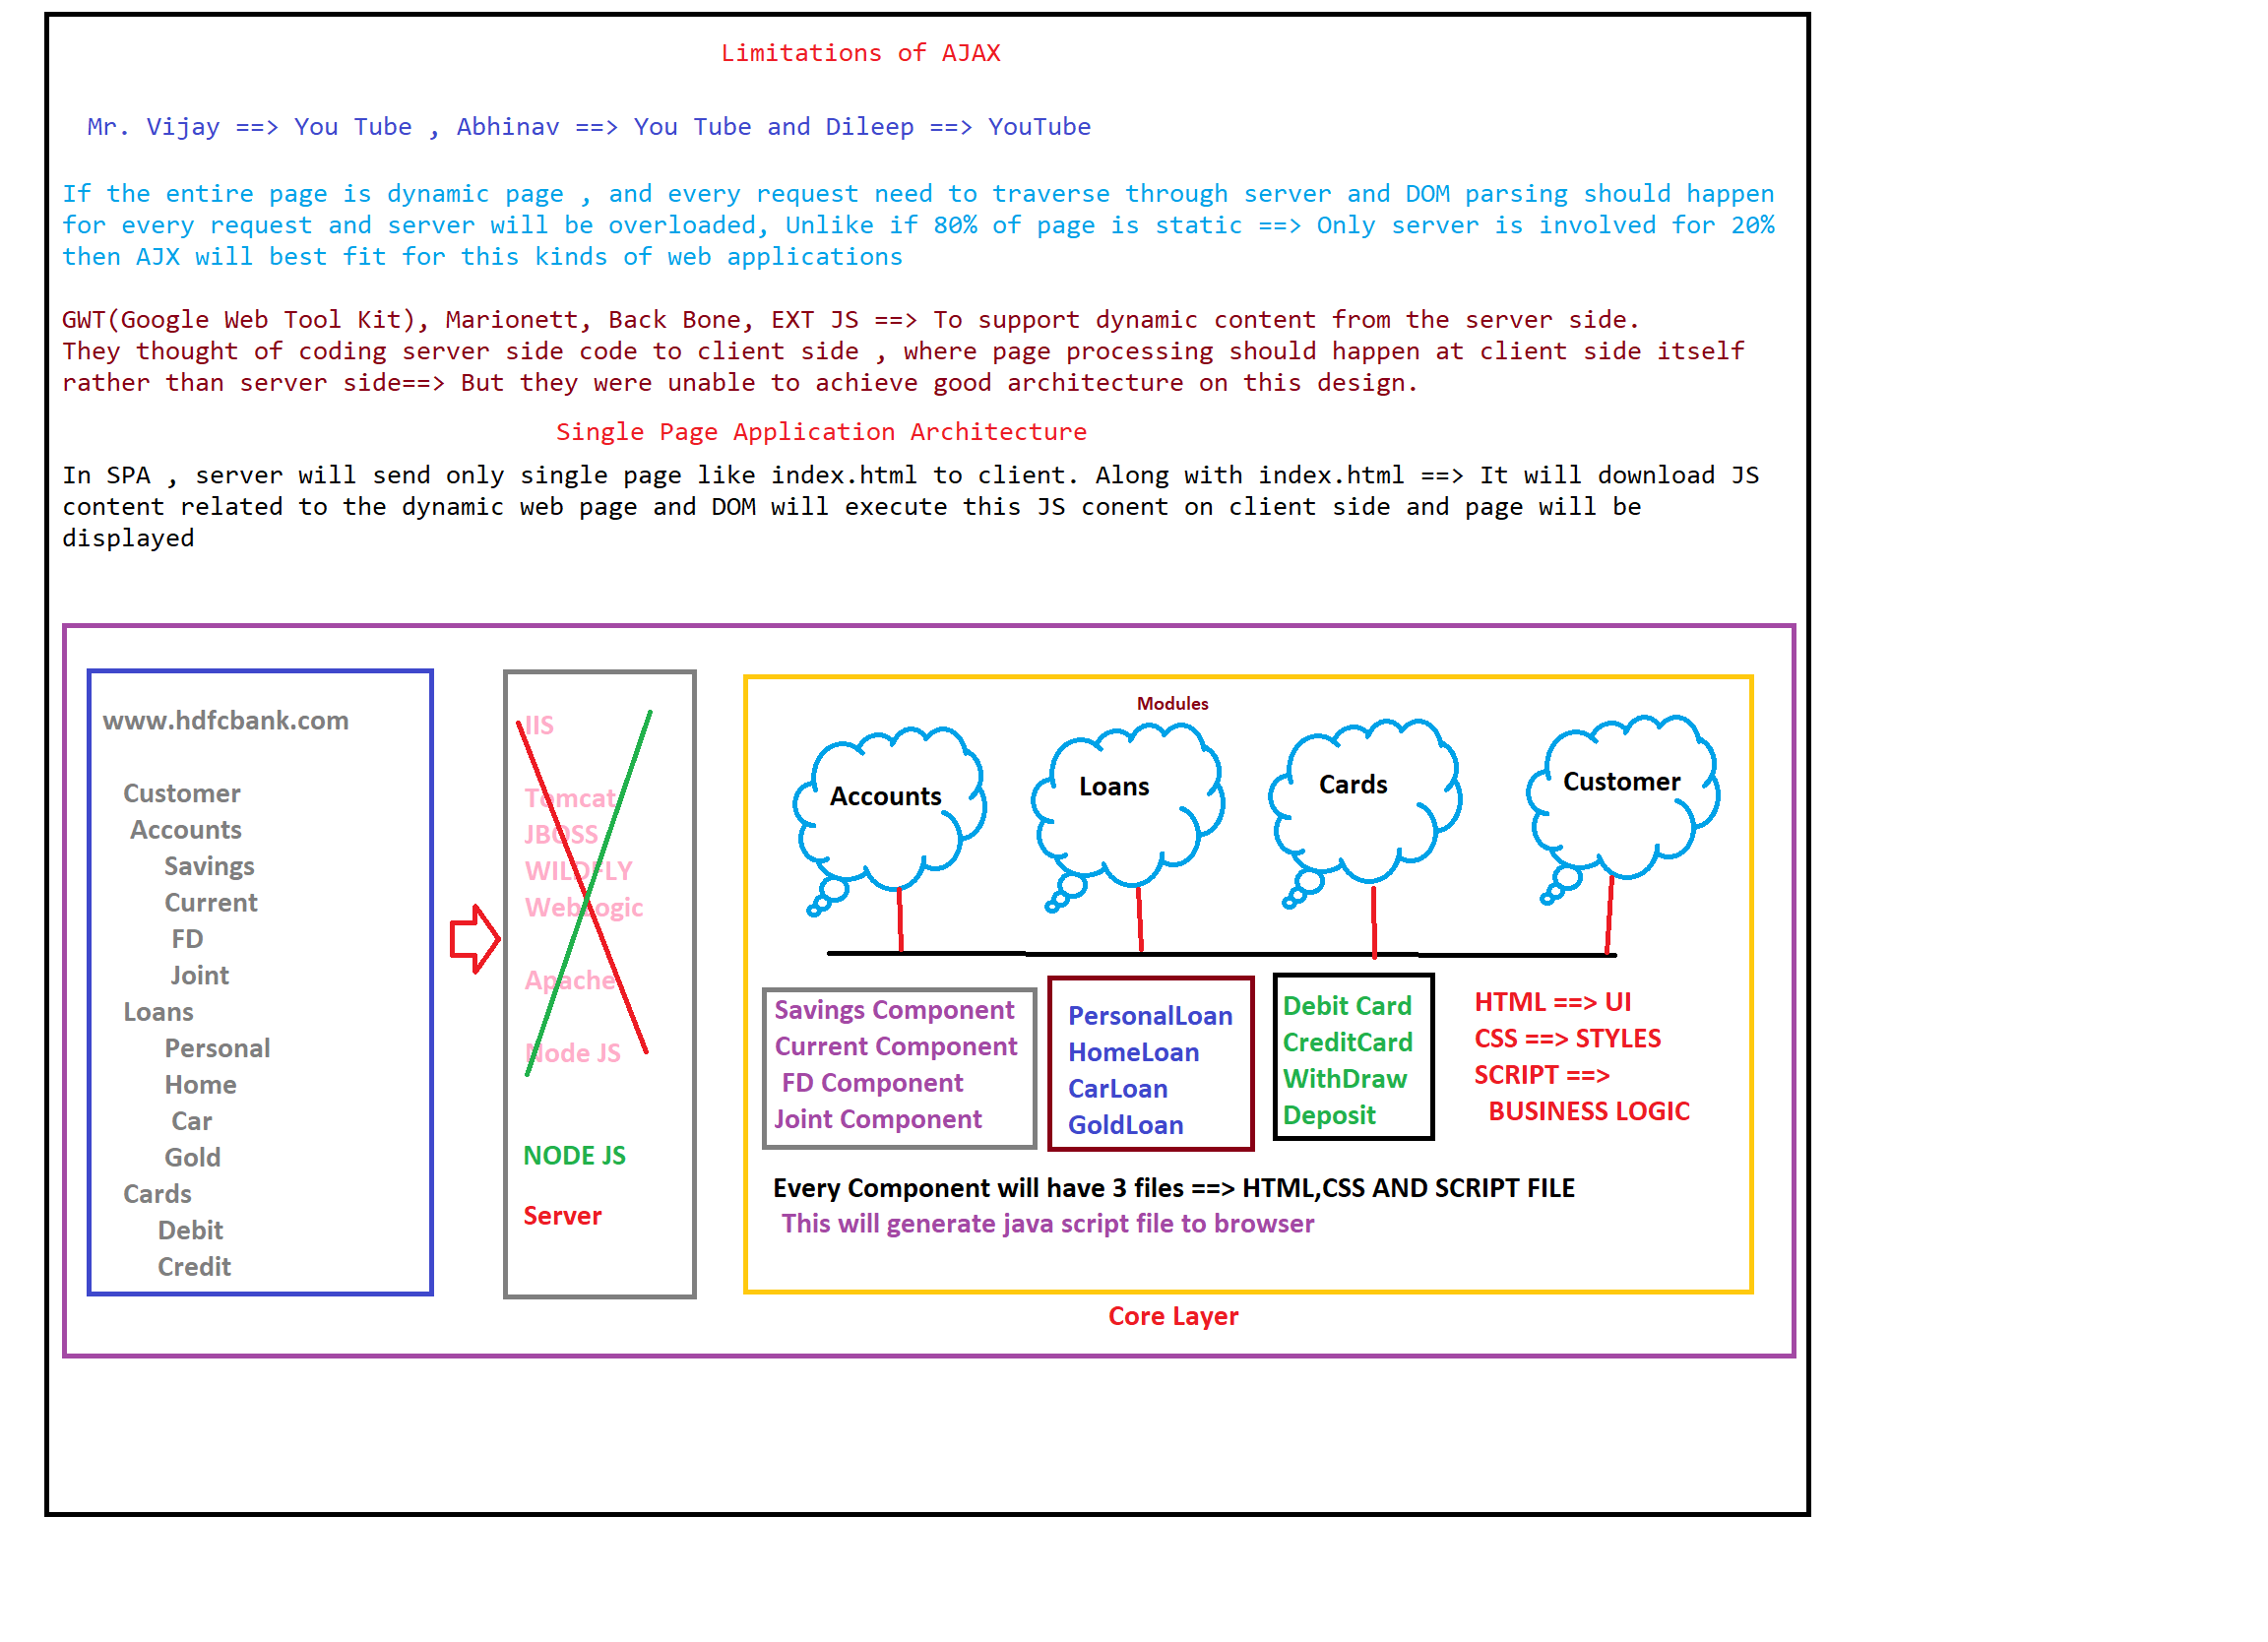 Limitations of AJAX
Mr. Vijay ==> You Tube , Abhinav ==> You Tube and Dileep ==> YouTube
If the entire page is dynamic page , and every request need to traverse through server and DOM parsing should happen
for every request and server will be overloaded, Unlike if 80% of page is static ==> Only server is involved for 20%
then AJX will best fit for this kinds of web applications
GWT(Google Web Tool Kit), Marionett, Back Bone, EXT JS ==> To support dynamic content from the server side.
They thought of coding server side code to client side , where page processing should happen at client side itself
rather than server side==> But they were unable to achieve good architecture on this design.
Single Page Application Architecture
In SPA , server will send only single page like index.html to client. Along with index.html ==> It will download JS
content related to the dynamic web page and DOM will execute this JS conent on client side and page will be
displayed
www.hdfcbank.com
Customer
Accounts
Savings
Current
FD
Joint
Loans
Personal
Home
Car
Gold
Cards
Debit
Credit
IIS
Tomcat
JBOSS
WILDFLY
WebLogic
Apache
Node JS
NODE JS
Server
Modules
Accounts
Loans
Cards
Customer
Savings Component
Current Component
FD Component
Joint Component
PersonalLoan
HomeLoan
CarLoan
GoldLoan
Debit Card
CreditCard
WithDraw
Deposit
HTML ==> UI
CSS ==> STYLES
SCRIPT ==>
BUSINESS LOGIC
Every Component will have 3 files ==> HTML,CSS AND SCRIPT FILE
This will generate java script file to browser
Core Layer